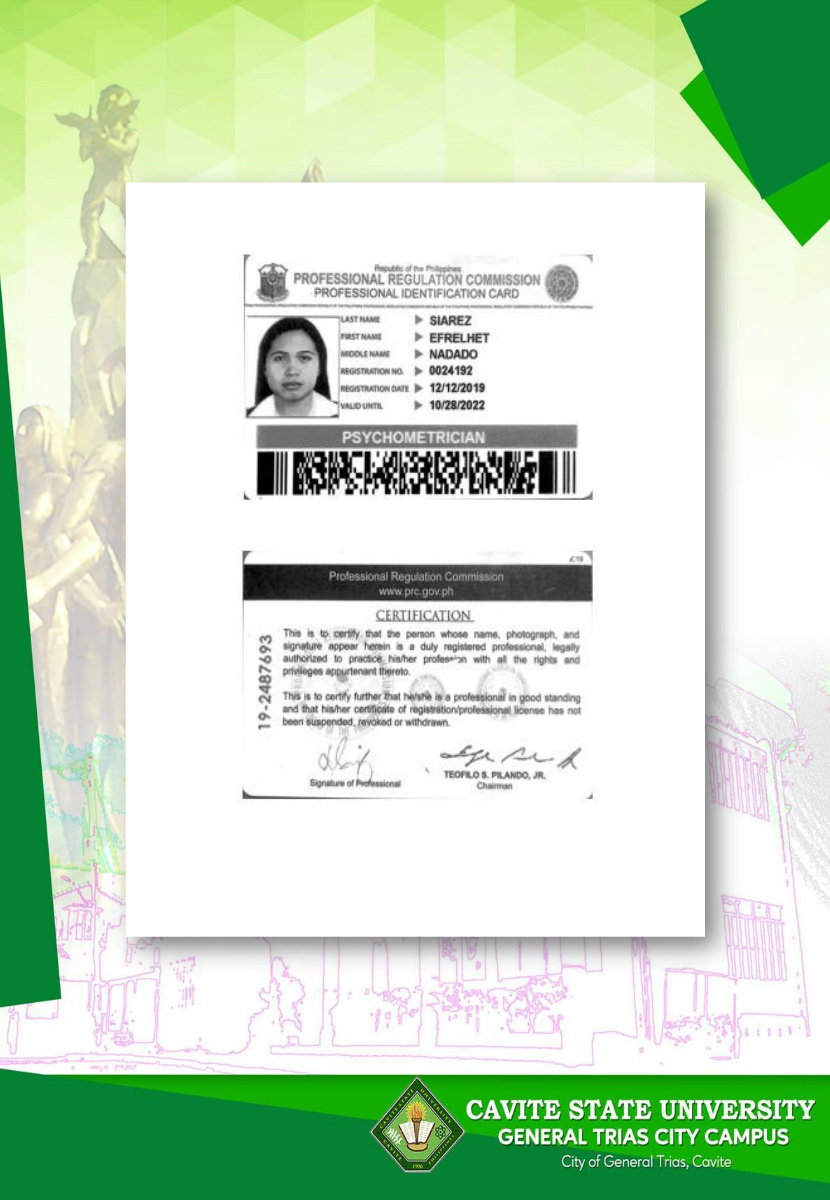 Republic of the Philippines
PROFESSIONAL REGULATION COMMISSION
PROFESSIONAL IDENTIFICATION CARD
LAST NAME SIAREZ
FIRST NAME EFRELHET
MIDDLE NAME NADADO
REGISTRATION NO. 0024192
REGISTRATION DATE 12/12/2019
VALID UNTIL 10/28/2022
PSYCHOMETRICIAN
Professional Regulation Commission
www.prc.gov.ph
CERTIFICATION
19-2487693
This is to certify that the person whose name, photograph, and
signature appear herein is a duly registered professional, legally
authorized to practice his/her profession with all the rights and
privileges appurtenant thereto.
This is to certify further that he/she is a professional in good standing
and that his/her certificate of registration/professional license has not
been suspended, revoked or withdrawn.
Signature of Professional
TEOFILO S. PILANDO, JR.
Chairman
CAVITE STATE UNIVERSITY
GENERAL TRIAS CITY CAMPUS
City of General Trias, Cavite
CAVITE STATE UNIVERSITY
1906